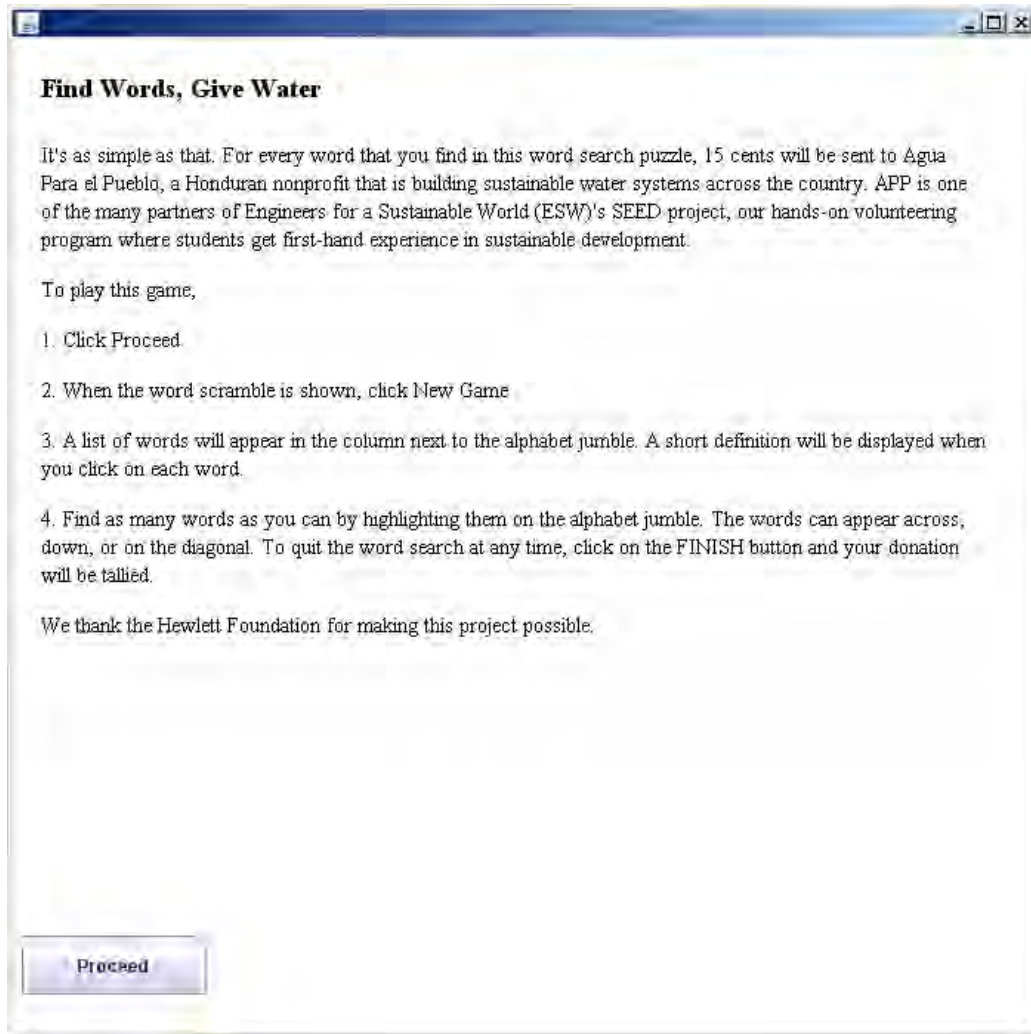 Find Words, Give Water
It's as simple as that. For every word that you find in this word search puzzle, 15 cents will be sent to Agua
Para el Pueblo, a Honduran nonprofit that is building sustainable water systems across the country. APP is one
of the many partners of Engineers for a Sustainable World (ESW)'s SEED project, our hands-on volunteering
program where students get first-hand experience in sustainable development.
To play this game,
1. Click Proceed
2. When the word scramble is shown, click New Game
3. A list of words will appear in the column next to the alphabet jumble. A short definition will be displayed when
you click on each word.
4. Find as many words as you can by highlighting them on the alphabet jumble. The words can appear across,
down, or on the diagonal. To quit the word search at any time, click on the FINISH button and your donation
will be tallied.
We thank the Hewlett Foundation for making this project possible.
Proceed